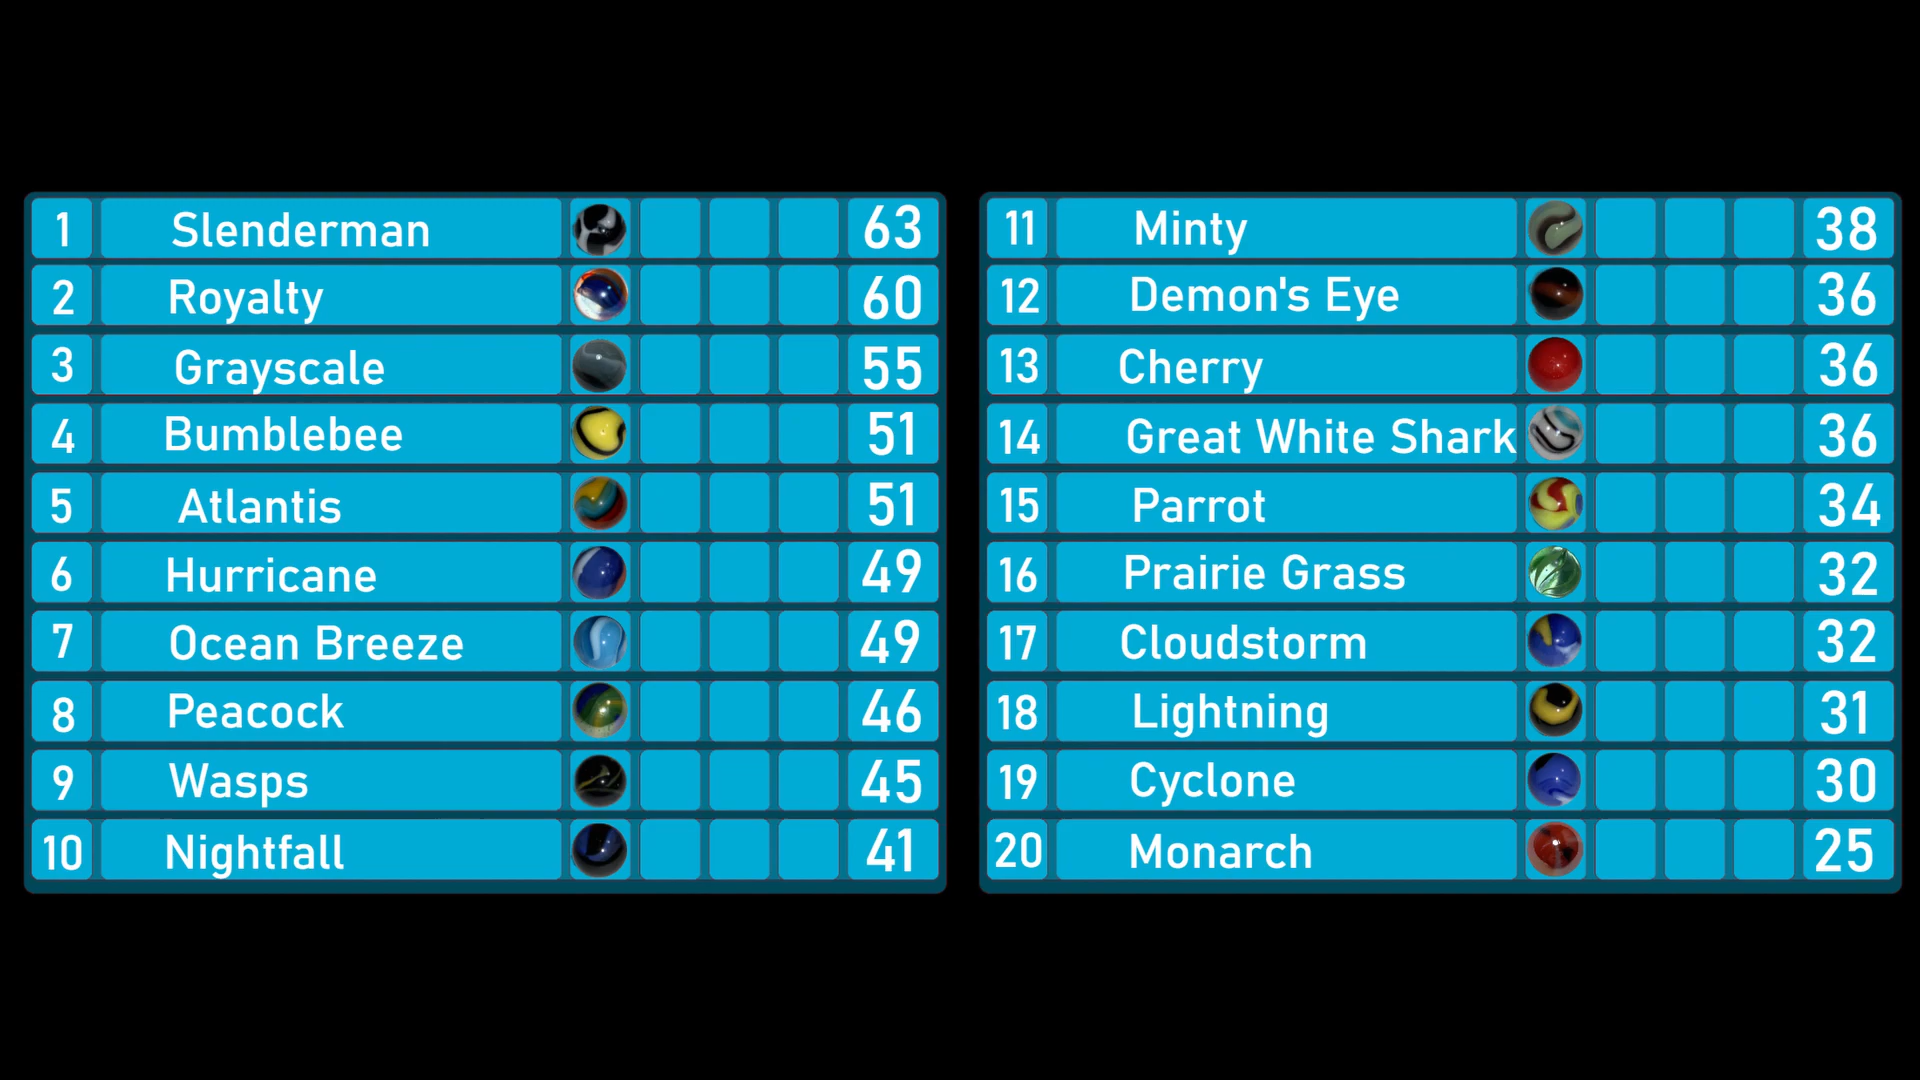 1 Slenderman 63
2 Royalty 60
3 Grayscale 55
4 Bumblebee 51
5 Atlantis 51
6 Hurricane 49
7 Ocean Breeze 49
8 Peacock 46
9 Wasps 45
10 Nightfall 41
11 Minty 38
12 Demon's Eye 36
13 Cherry 36
14 Great White Shark 36
15 Parrot 34
16 Prairie Grass 32
17 Cloudstorm 32
18 Lightning 31
19 Cyclone 30
20 Monarch 25